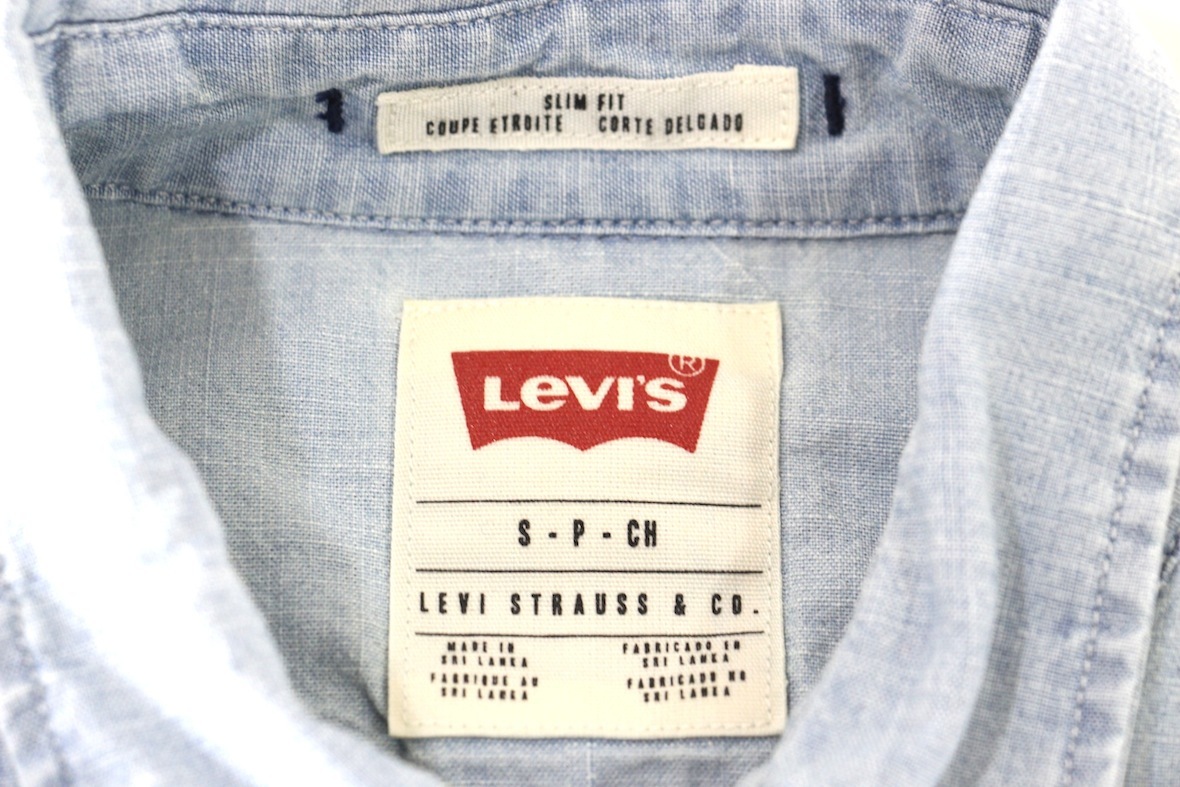 SLIM FIT
COUPE ETROITE CORTE DELGADO
LEVI'S ®
S - P - CH
LEVI STRAUSS & CO.
MADE IN
SRI LANKA
FABRIQUE AU
SRI LANKA
FABRICADO EN
SRI LANKA
FABRICADO NO
SRI LANKA